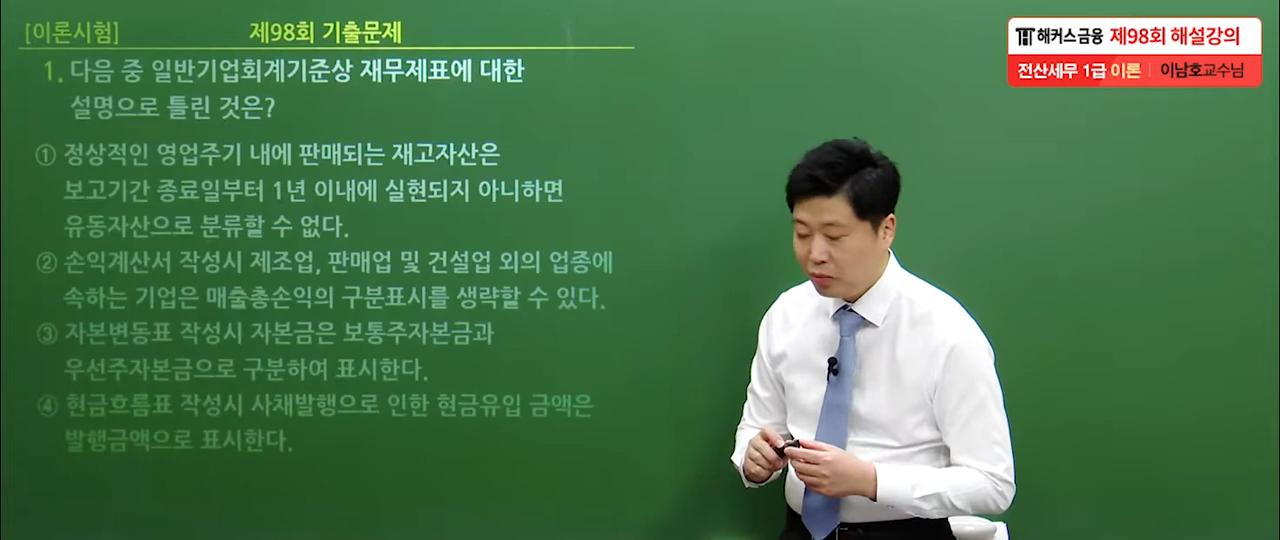 [이론시험] 제98회 기출문제
1. 다음 중 일반기업회계기준상 재무제표에 대한
설명으로 틀린 것은?
① 정상적인 영업주기 내에 판매되는 재고자산은
보고기간 종료일부터 1년 이내에 실현되지 아니하면
유동자산으로 분류할 수 없다.
② 손익계산서 작성시 제조업, 판매업 및 건설업 외의 업종에
속하는 기업은 매출총손익의 구분표시를 생략할 수 있다.
③ 자본변동표 작성시 자본금은 보통주자본금과
우선주자본금으로 구분하여 표시한다.
④ 현금흐름표 작성시 사채발행으로 인한 현금유입 금액은
발행금액으로 표시한다.
해커스금융 제98회 해설강의
전산세무 1급 이론 이남호교수님